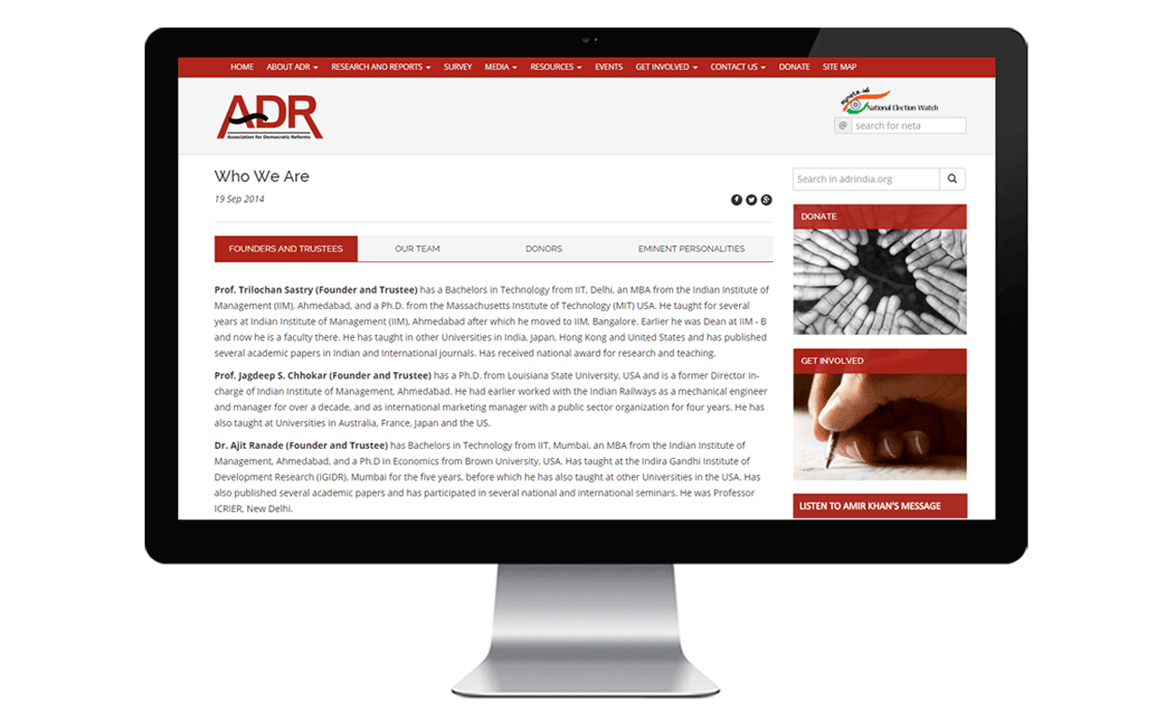 HOME ABOUT ADR RESEARCH AND REPORTS SURVEY MEDIA RESOURCES EVENTS GET INVOLVED CONTACT US DONATE SITE MAP
ADR
Association for Democratic Reforms
myneta.info
National Election Watch
@ search for neta
Who We Are
19 Sep 2014
Search in adrindia.org
DONATE
FOUNDERS AND TRUSTEES OUR TEAM DONORS EMINENT PERSONALITIES
Prof. Trilochan Sastry (Founder and Trustee) has a Bachelors in Technology from IIT, Delhi, an MBA from the Indian Institute of
Management (IIM), Ahmedabad, and a Ph.D. from the Massachusetts Institute of Technology (MIT) USA. He taught for several
years at Indian Institute of Management (IIM), Ahmedabad after which he moved to IIM, Bangalore. Earlier he was Dean at IIM - B
and now he is a faculty there. He has taught in other Universities in India, Japan, Hong Kong and United States and has published
several academic papers in Indian and International journals. Has received national award for research and teaching.
Prof. Jagdeep S. Chhokar (Founder and Trustee) has a Ph.D. from Louisiana State University, USA and is a former Director In-
charge of Indian Institute of Management, Ahmedabad. He had earlier worked with the Indian Railways as a mechanical engineer
and manager for over a decade, and as international marketing manager with a public sector organization for four years. He has
also taught at Universities in Australia, France, Japan and the US.
Dr. Ajit Ranade (Founder and Trustee) has Bachelors in Technology from IIT, Mumbai, an MBA from the Indian Institute of
Management, Ahmedabad, and a Ph.D in Economics from Brown University, USA. Has taught at the Indira Gandhi Institute of
Development Research (IGIDR), Mumbai for the five years, before which he has also taught at other Universities in the USA. Has
also published several academic papers and has participated in several national and international seminars. He was Professor
ICRIER, New Delhi.
GET INVOLVED
LISTEN TO AMIR KHAN'S MESSAGE